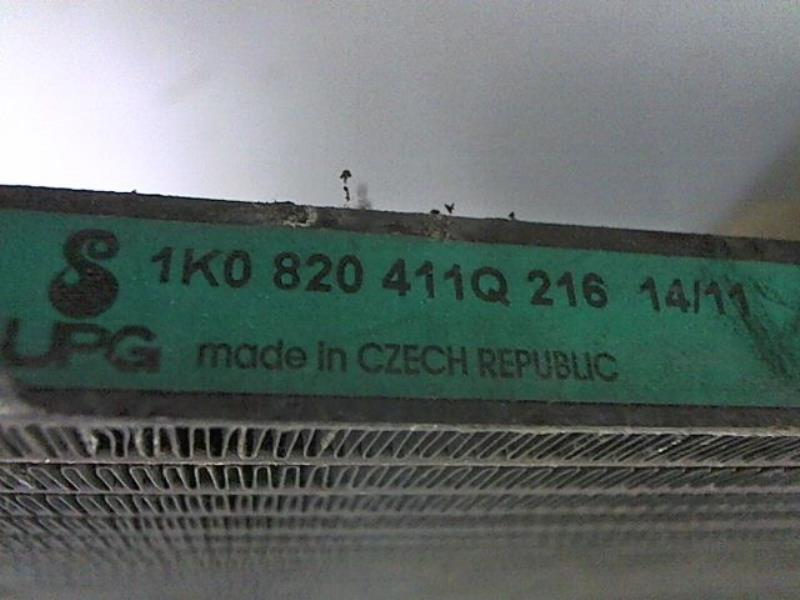 1K0 820 411Q 216 14/11
UPG made in CZECH REPUBLIC